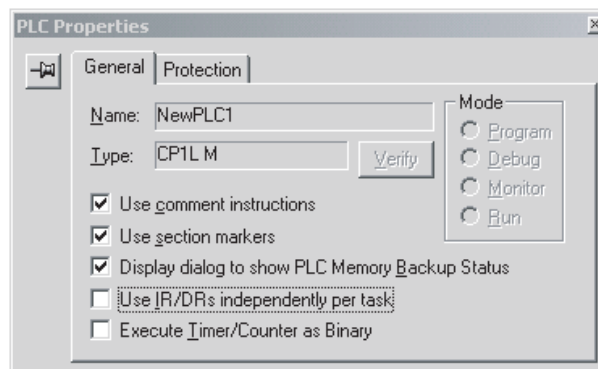 PLC Properties
General Protection
Name: NewPLC1
Type: CP1L M Verify
Mode
Program
Debug
Monitor
Run
Use comment instructions
Use section markers
Display dialog to show PLC Memory Backup Status
Use IR/DRs independently per task
Execute Timer/Counter as Binary